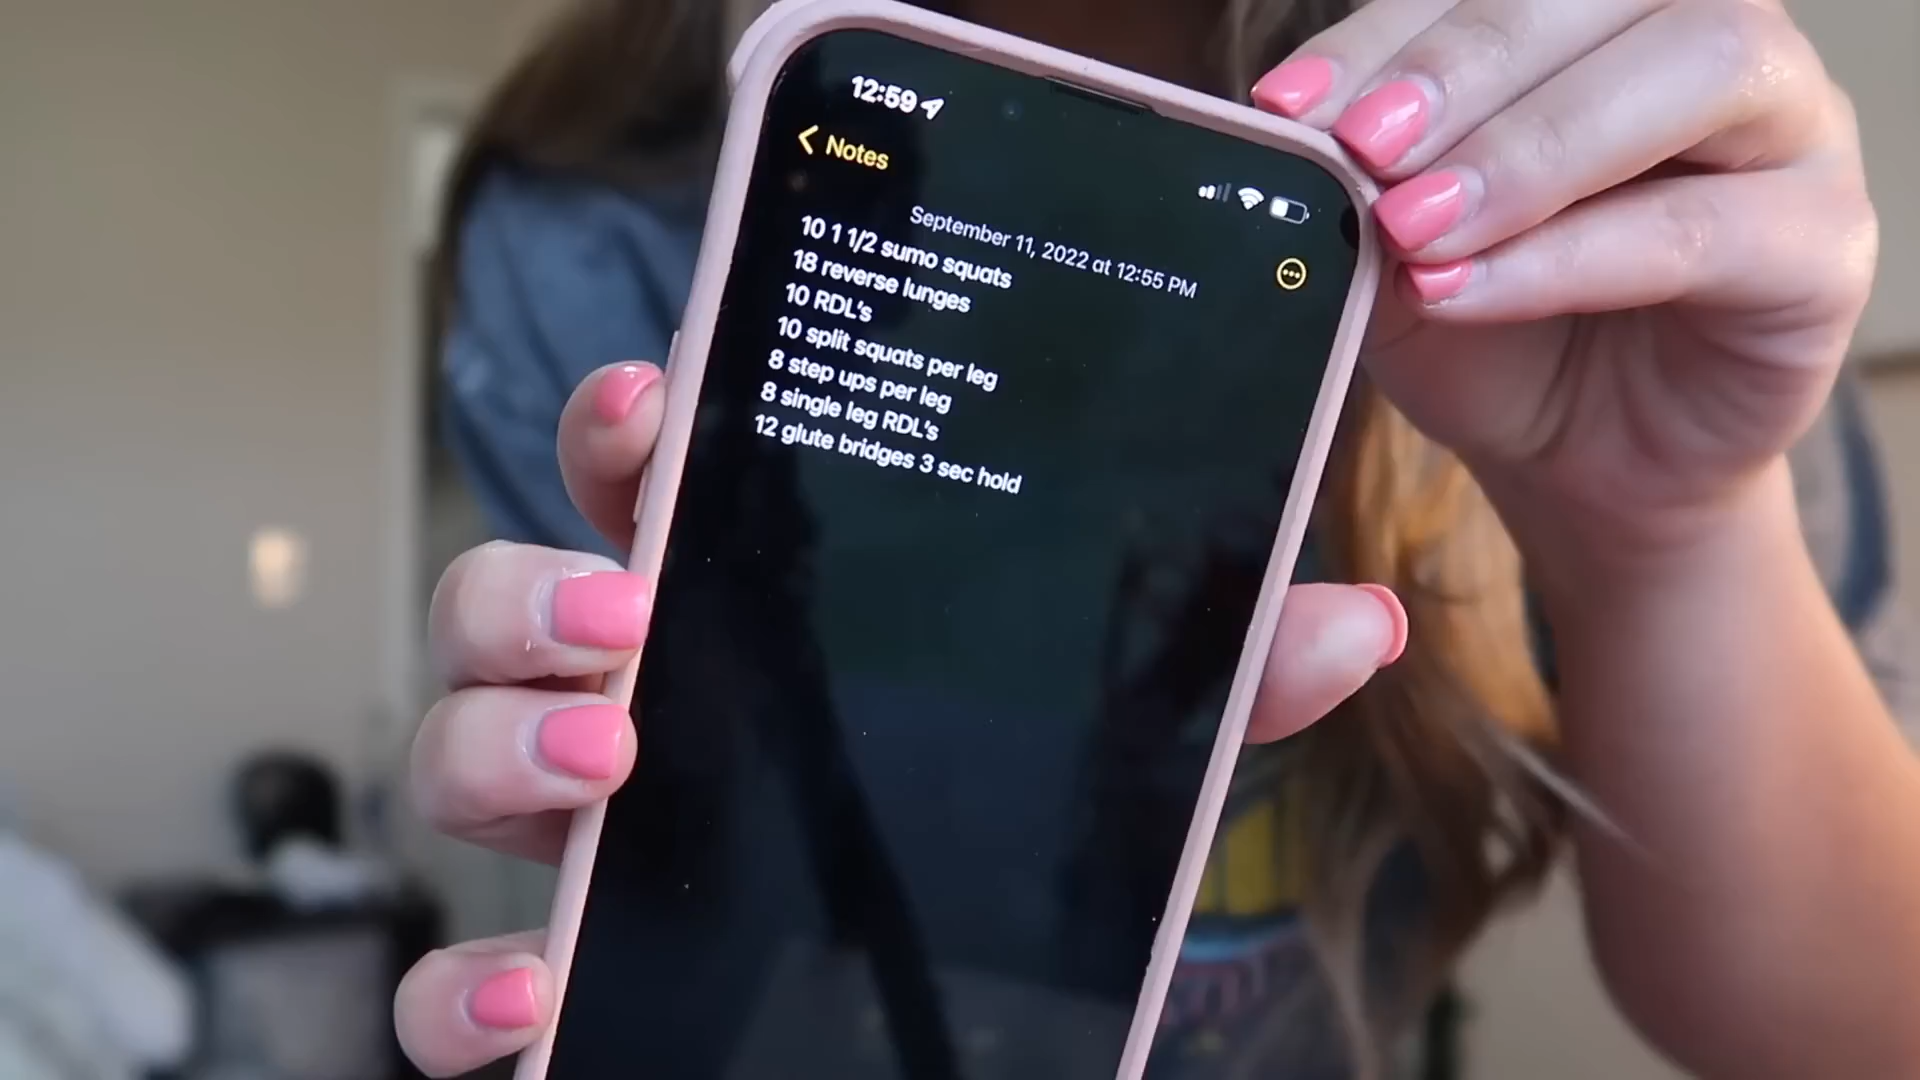 12:59
Notes
September 11, 2022 at 12:55 PM
10 1 1/2 sumo squats
18 reverse lunges
10 RDL's
10 split squats per leg
8 step ups per leg
8 single leg RDL's
12 glute bridges 3 sec hold